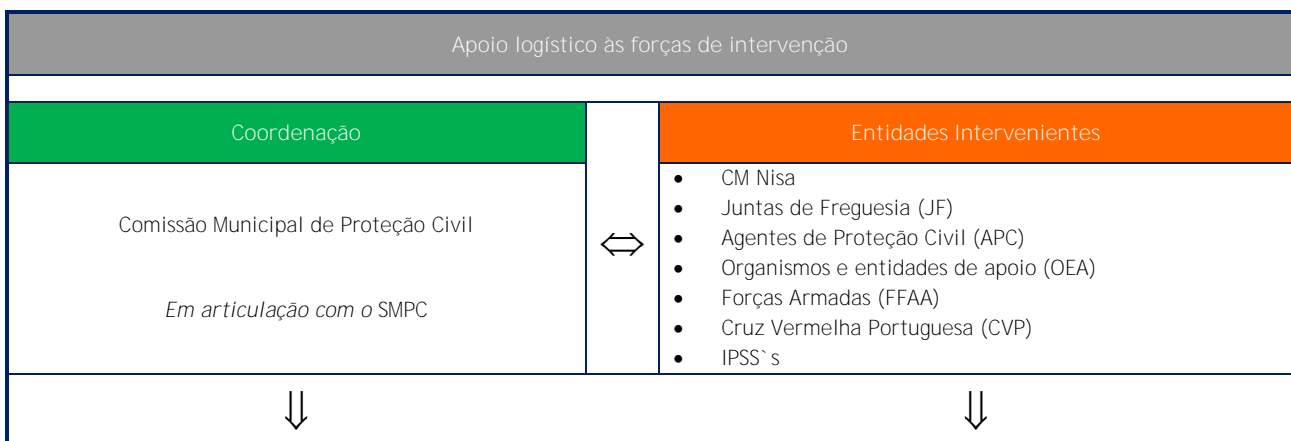 Apoio logístico às forças de intervenção
Coordenação
Comissão Municipal de Proteção Civil
Em articulação com o SMPC
⇔
Entidades Intervenientes
• CM Nisa
• Juntas de Freguesia (JF)
• Agentes de Proteção Civil (APC)
• Organismos e entidades de apoio (OEA)
• Forças Armadas (FFAA)
• Cruz Vermelha Portuguesa (CVP)
• IPSS`s
⇓ ⇓